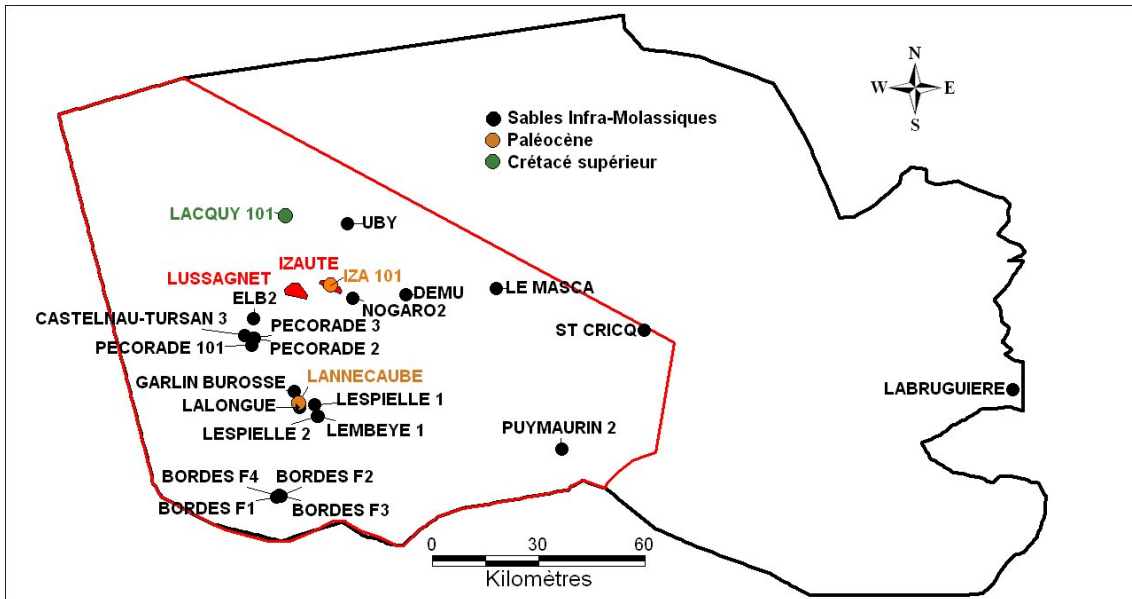 N
W E
S
Sables Infra-Molassiques
Paléocène
Crétacé supérieur
LACQUY 101
UBY
IZAUTE
IZA 101
LUSSAGNET
ELB2
NOGARO2
DEMU
LE MASCA
CASTELNAU-TURSAN 3
PECORADE 3
PECORADE 101
PECORADE 2
ST CRICQ
GARLIN BUROSSE
LANNECAUBE
LALONGUE
LESPIELLE 1
LESPIELLE 2
LEMBEYE 1
LABRUGUIERE
PUYMAURIN 2
BORDES F4
BORDES F2
BORDES F1
BORDES F3
0 30 60
Kilomètres